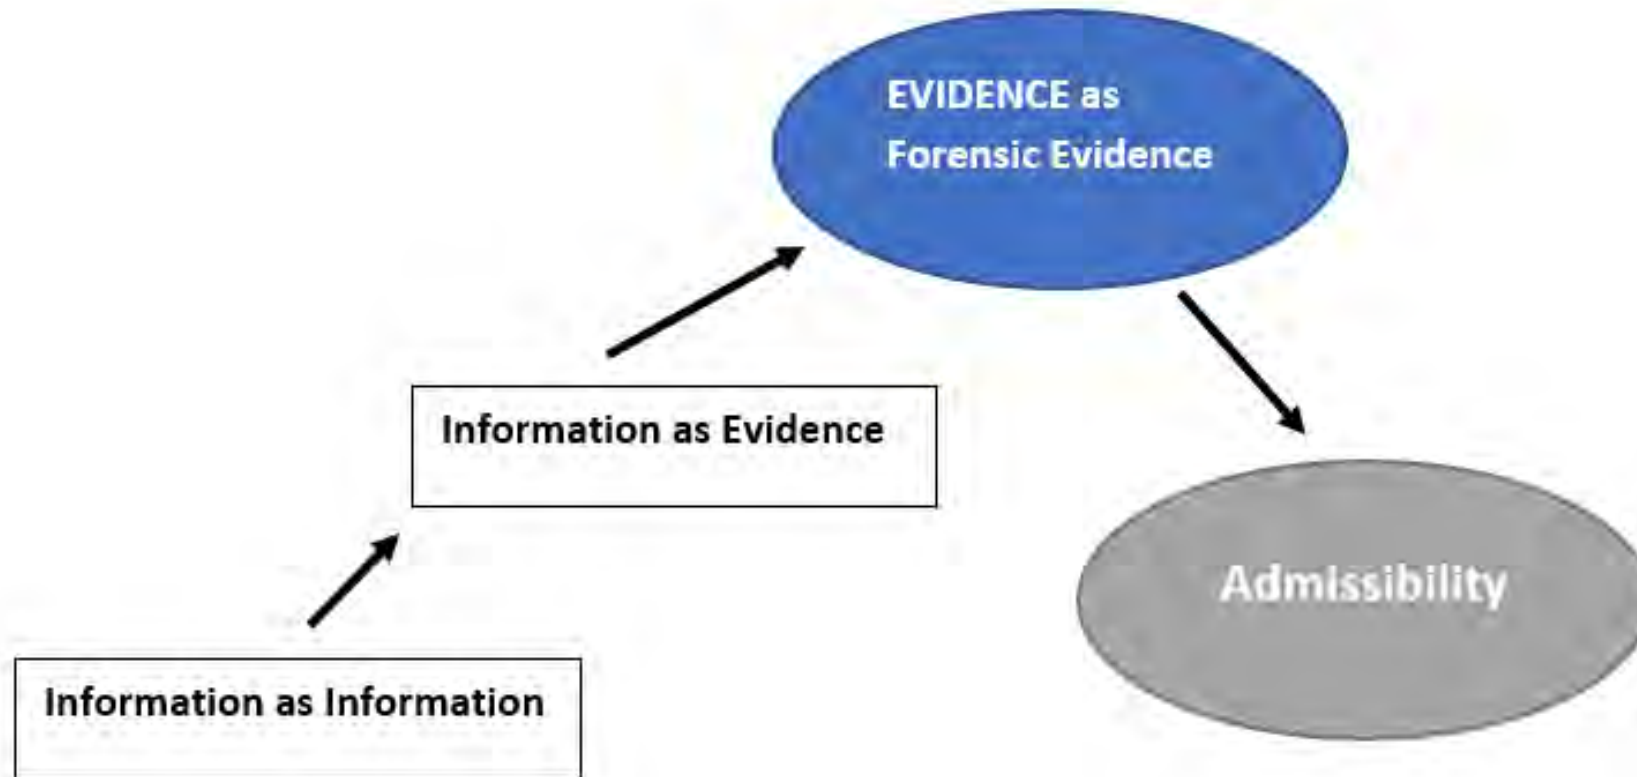 EVIDENCE as
Forensic Evidence
Information as Evidence
Admissibility
Information as Information